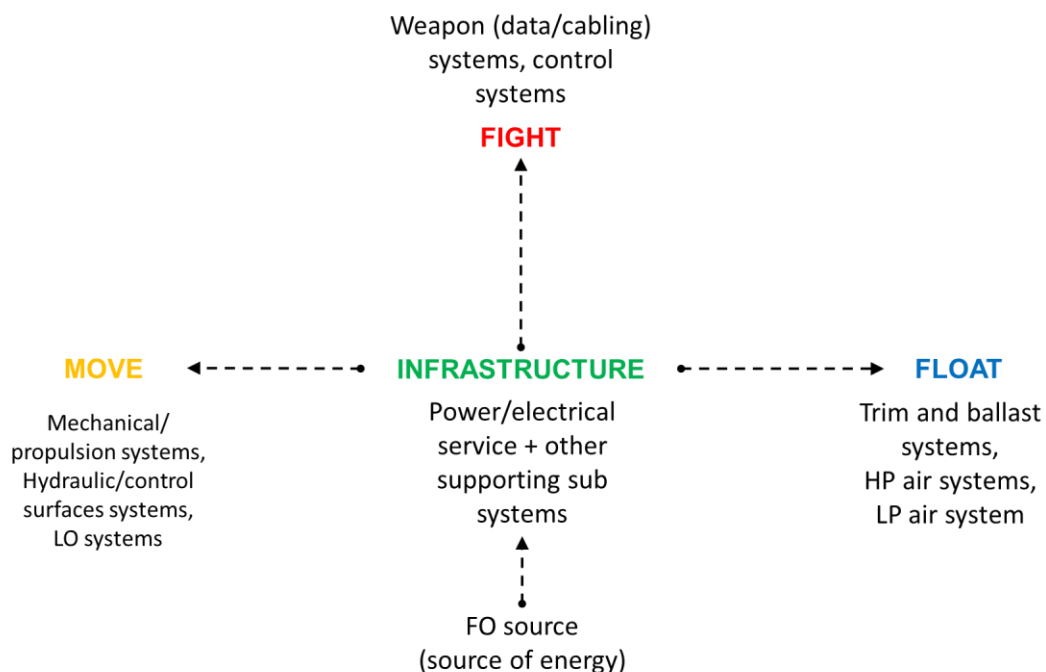 Weapon (data/cabling)
systems, control
systems
FIGHT
MOVE
Mechanical/
propulsion systems,
Hydraulic/control
surfaces systems,
LO systems
INFRASTRUCTURE
Power/electrical
service + other
supporting sub
systems
FLOAT
Trim and ballast
systems,
HP air systems,
LP air system
FO source
(source of energy)